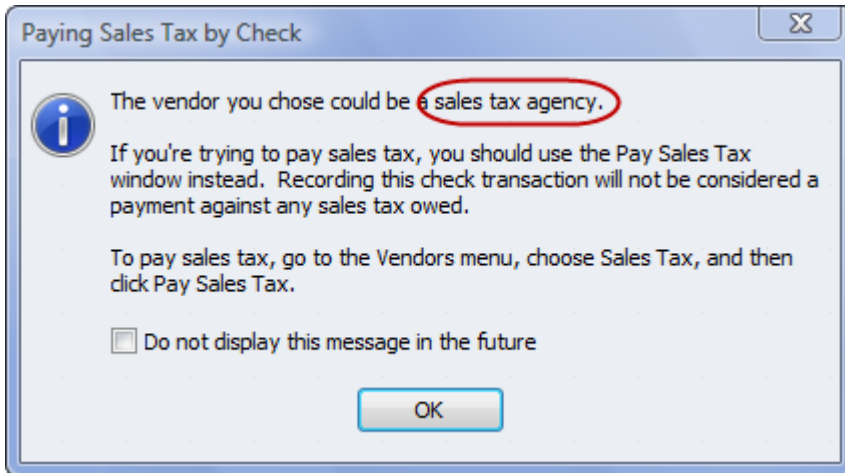 Paying Sales Tax by Check
The vendor you chose could be a sales tax agency.
If you're trying to pay sales tax, you should use the Pay Sales Tax
window instead. Recording this check transaction will not be considered a
payment against any sales tax owed.
To pay sales tax, go to the Vendors menu, choose Sales Tax, and then
click Pay Sales Tax.
Do not display this message in the future
OK